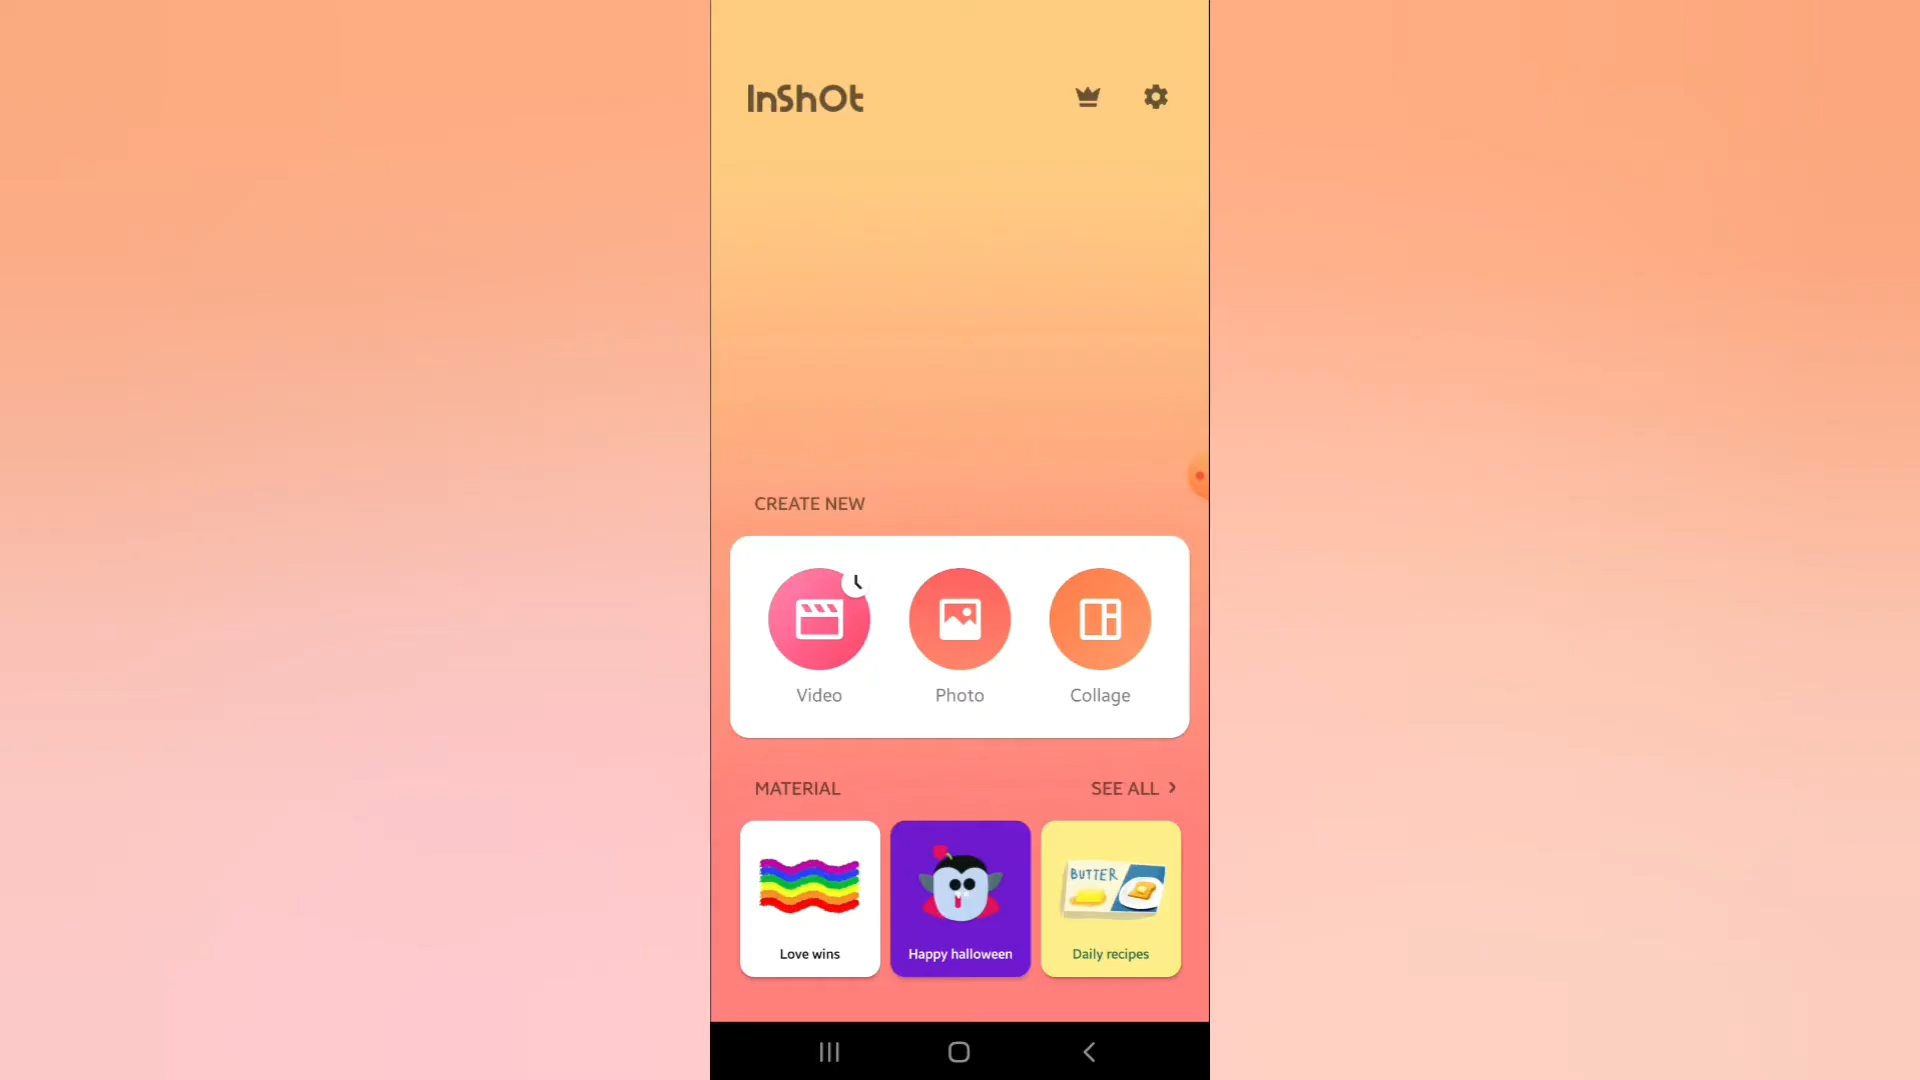 InShOt
CREATE NEW
Video
Photo
Collage
MATERIAL
SEE ALL
BUTTER
Love wins
Happy halloween
Daily recipes